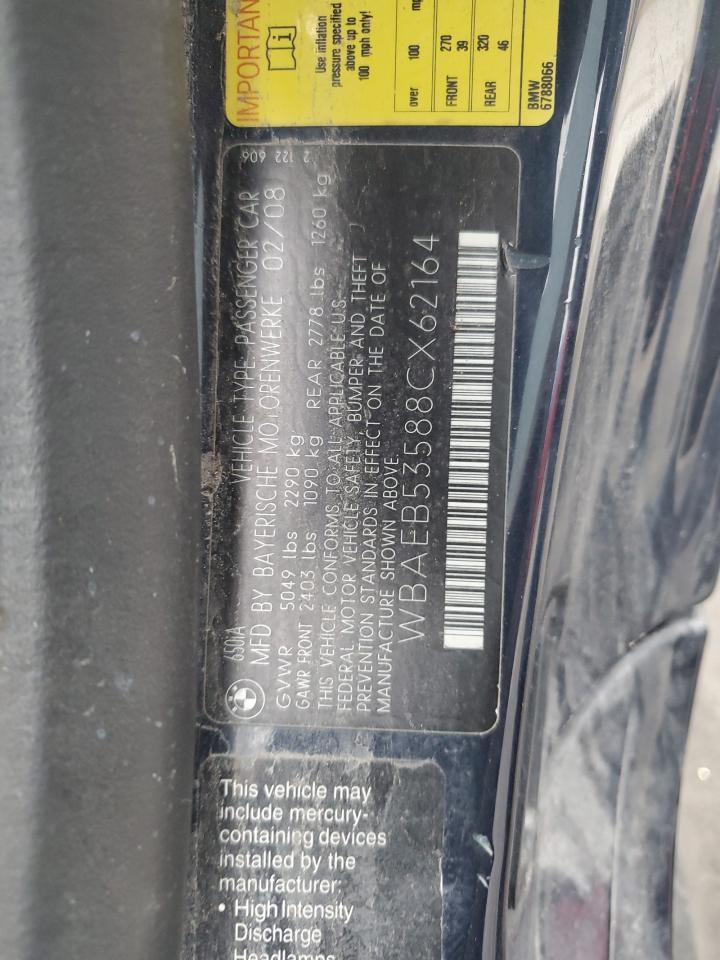 IMPORTAN
i
Use inflation
pressure specified
above up to
100 mph only!
over 100 mp
270
FRONT 39
320
REAR 46
BMW
6788066
6S01A
VEHICLE TYPE: PASSENGER CAR
2 122 606
MFD BY BAYERISCHE MOTORENWERKE 02/08
GVWR 5049 lbs 2290 kg
GAWR FRONT 2403 lbs 1090 kg REAR 2778 lbs 1260 kg
THIS VEHICLE CONFORMS TO ALL APPLICABLE U.S.
FEDERAL MOTOR VEHICLE SAFETY, BUMPER AND THEFT
PREVENTION STANDARDS IN EFFECT ON THE DATE OF
MANUFACTURE SHOWN ABOVE.
WBAEB53588CX62164
This vehicle may
include mercury-
containing devices
installed by the
manufacturer:
• High Intensity
Discharge
Headlamps